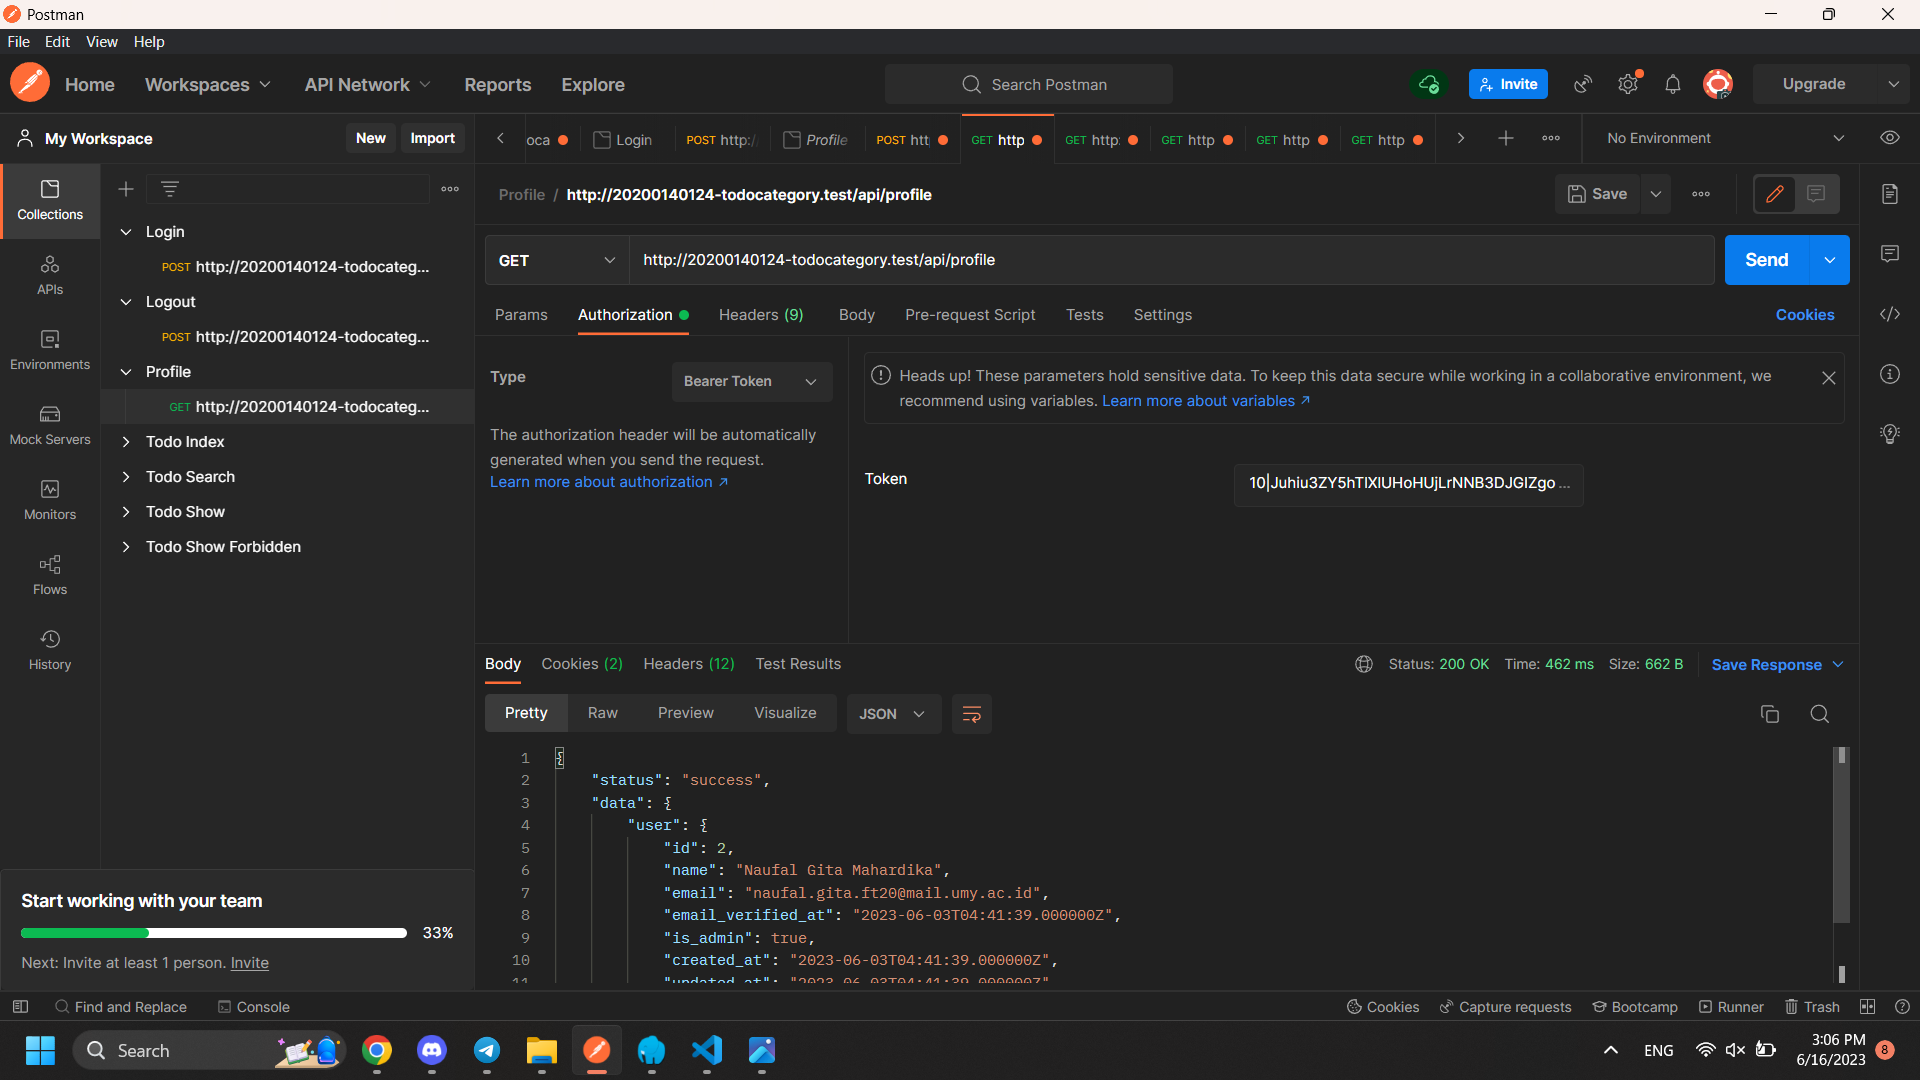 Postman
File Edit View Help
Home Workspaces API Network Reports Explore Search Postman Invite Upgrade
My Workspace New Import
oca Login POST http:/ Profile POST htt GET http GET http: GET http GET http GET http No Environment
Collections
APIs
Environments
Mock Servers
Monitors
Flows
History
Login
POST http://20200140124-todocateg...
Logout
POST http://20200140124-todocateg...
Profile
GET http://20200140124-todocateg...
Todo Index
Todo Search
Todo Show
Todo Show Forbidden
Start working with your team
33%
Next: Invite at least 1 person. Invite
Profile / http://20200140124-todocategory.test/api/profile Save
GET http://20200140124-todocategory.test/api/profile Send
Params Authorization Headers (9) Body Pre-request Script Tests Settings Cookies
Type Bearer Token
The authorization header will be automatically
generated when you send the request.
Learn more about authorization ↗
Heads up! These parameters hold sensitive data. To keep this data secure while working in a collaborative environment, we
recommend using variables. Learn more about variables ↗
Token 10|Juhiu3ZY5hTlXlUHoHUjLrNNB3DJGIZgo ...
Body Cookies (2) Headers (12) Test Results Status: 200 OK Time: 462 ms Size: 662 B Save Response
Pretty Raw Preview Visualize JSON
1 {
2 "status": "success",
3 "data": {
4 "user": {
5 "id": 2,
6 "name": "Naufal Gita Mahardika",
7 "email": "naufal.gita.ft20@mail.umy.ac.id",
8 "email_verified_at": "2023-06-03T04:41:39.000000Z",
9 "is_admin": true,
10 "created_at": "2023-06-03T04:41:39.000000Z",
11 "updated_at": "2023-06-03T04:41:39.000000Z"
Find and Replace Console Cookies Capture requests Bootcamp Runner Trash
Search ENG 3:06 PM
6/16/2023 8